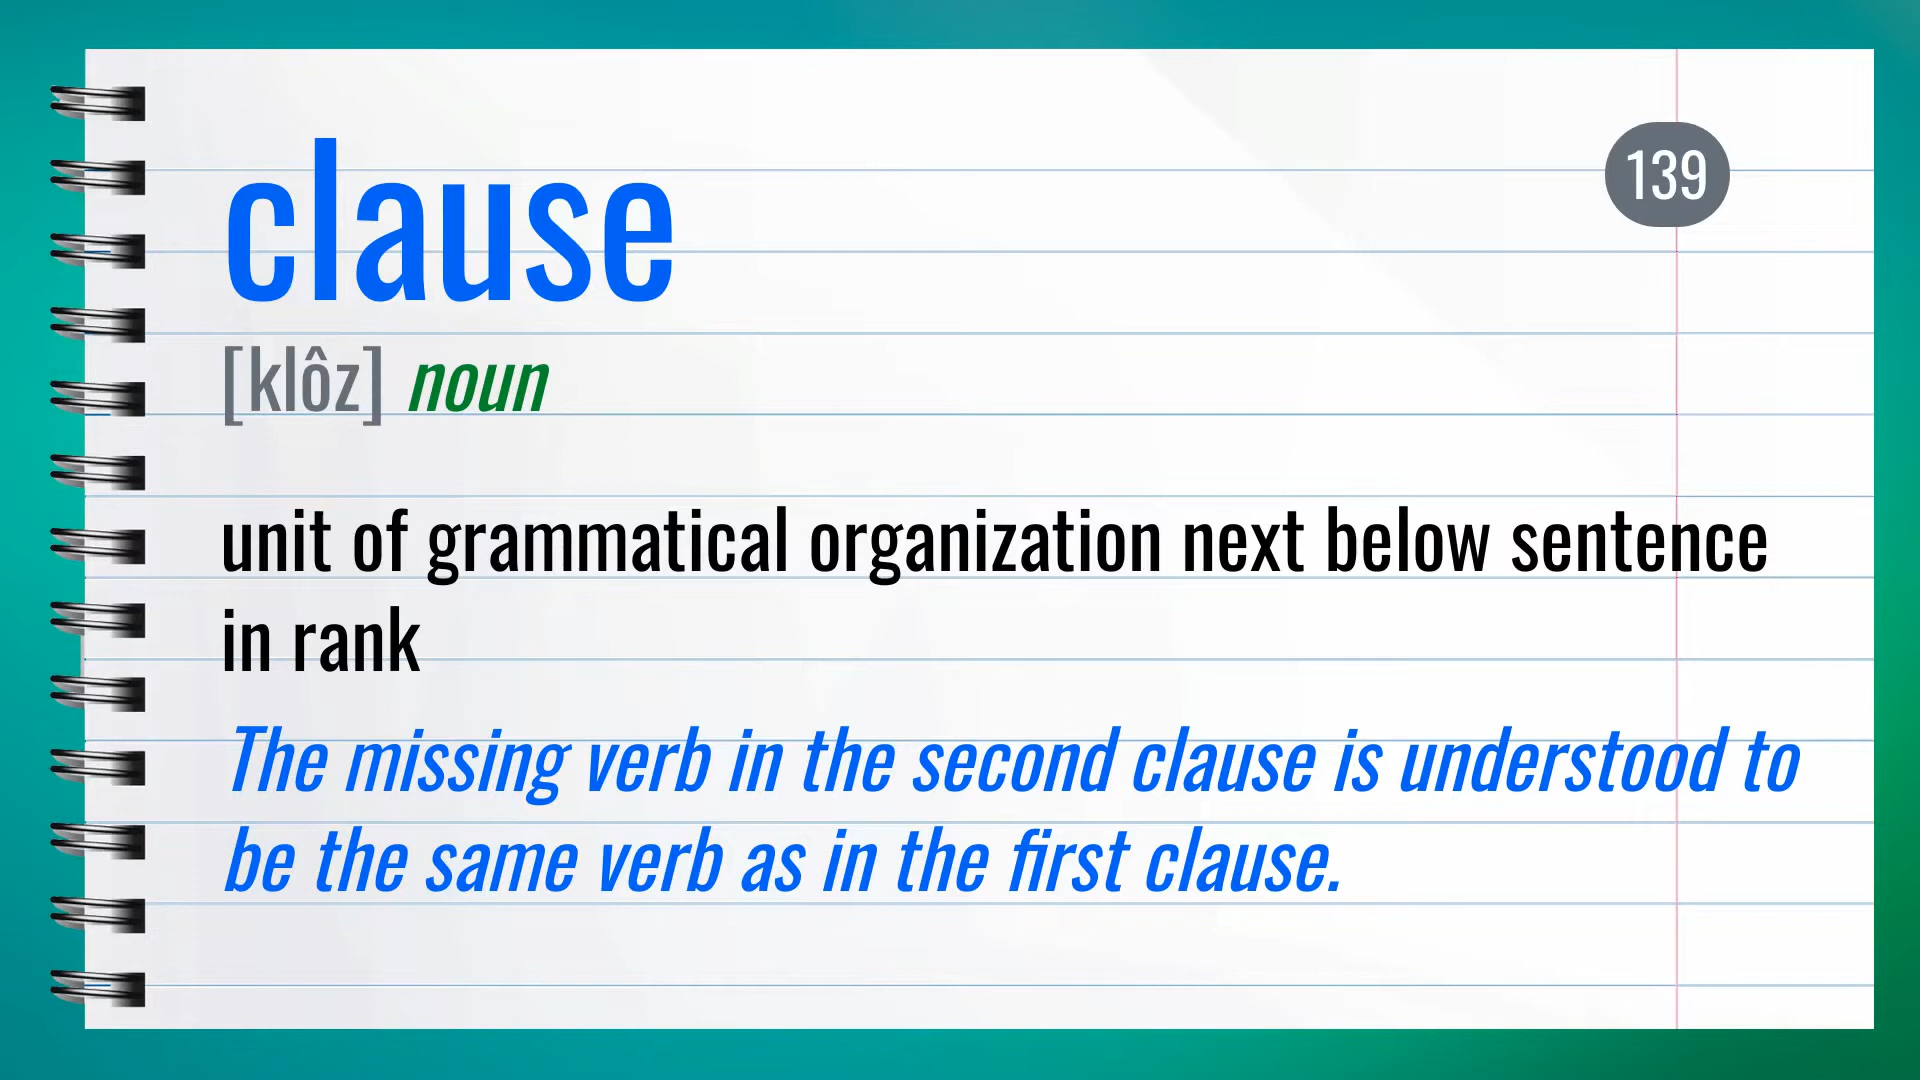 139
clause
[klôz] noun
unit of grammatical organization next below sentence
in rank
The missing verb in the second clause is understood to
be the same verb as in the first clause.